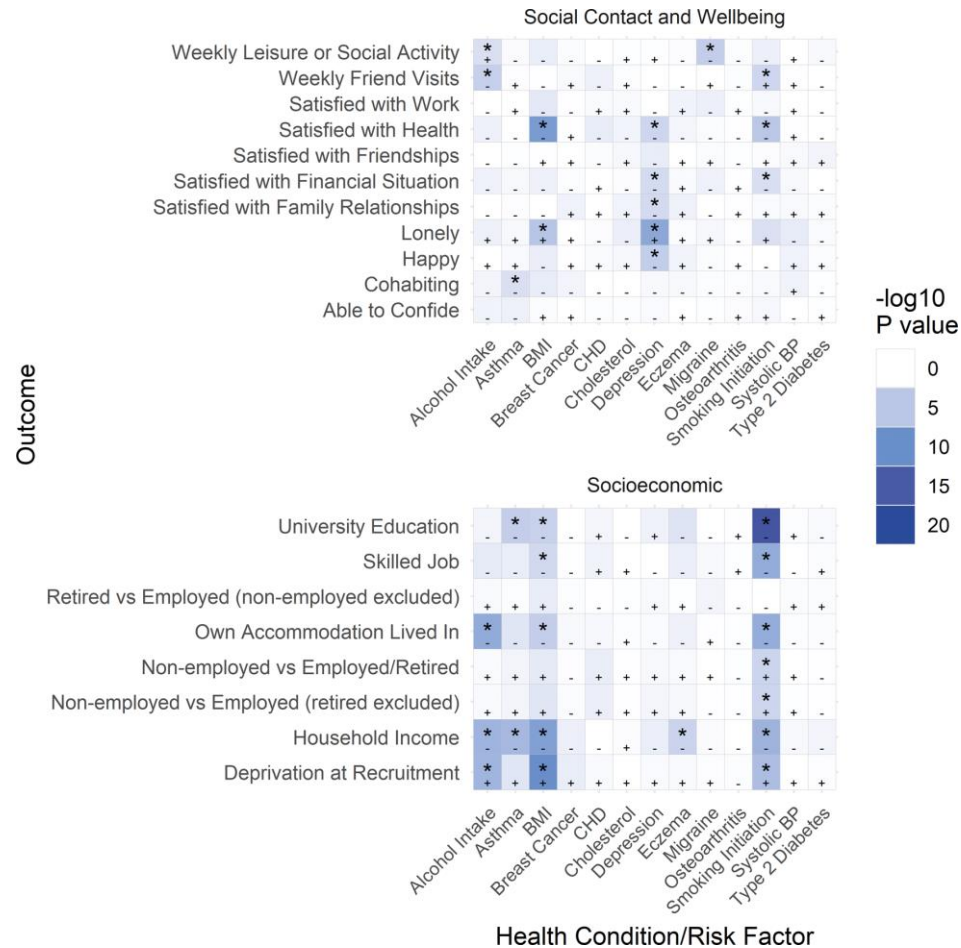 Social Contact and Wellbeing
Weekly Leisure or Social Activity
Weekly Friend Visits
Satisfied with Work
Satisfied with Health
Satisfied with Friendships
Satisfied with Financial Situation
Satisfied with Family Relationships
Lonely
Happy
Cohabiting
Able to Confide
Alcohol Intake
Asthma
BMI
Breast Cancer
CHD
Cholesterol
Depression
Eczema
Migraine
Osteoarthritis
Smoking Initiation
Systolic BP
Type 2 Diabetes
Outcome
-log10
P value
0
5
10
15
20
Socioeconomic
University Education
Skilled Job
Retired vs Employed (non-employed excluded)
Own Accommodation Lived In
Non-employed vs Employed/Retired
Non-employed vs Employed (retired excluded)
Household Income
Deprivation at Recruitment
Alcohol Intake
Asthma
BMI
Breast Cancer
CHD
Cholesterol
Depression
Eczema
Migraine
Osteoarthritis
Smoking Initiation
Systolic BP
Type 2 Diabetes
Health Condition/Risk Factor